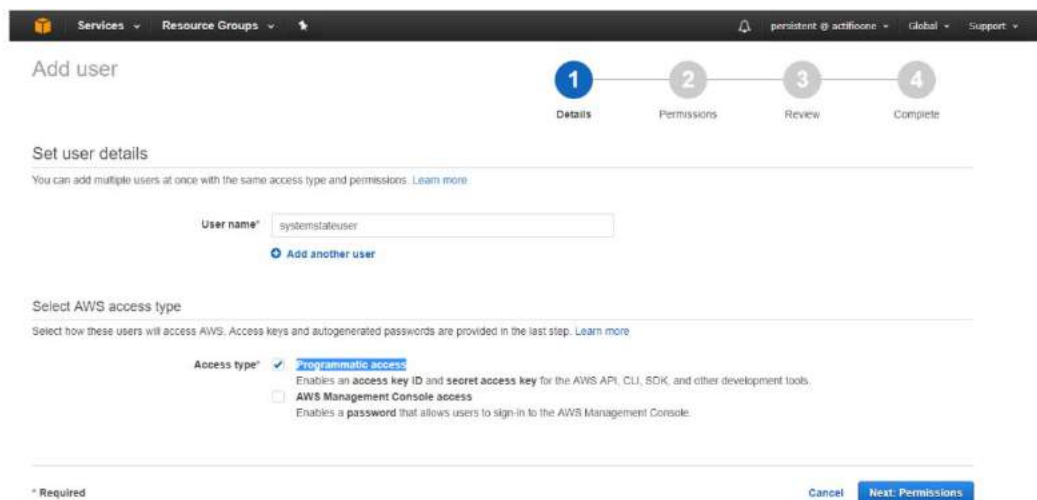 Services Resource Groups persistent @ actifioone Global Support
Add user
1 2 3 4
Details Permissions Review Complete
Set user details
You can add multiple users at once with the same access type and permissions. Learn more
User name* systemstateuser
Add another user
Select AWS access type
Select how these users will access AWS. Access keys and autogenerated passwords are provided in the last step. Learn more
Access type* Programmatic access
Enables an access key ID and secret access key for the AWS API, CLI, SDK, and other development tools.
AWS Management Console access
Enables a password that allows users to sign-in to the AWS Management Console.
* Required Cancel Next: Permissions